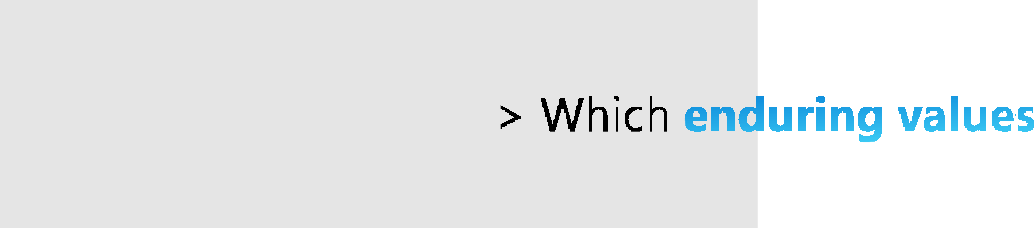 > Which enduring values